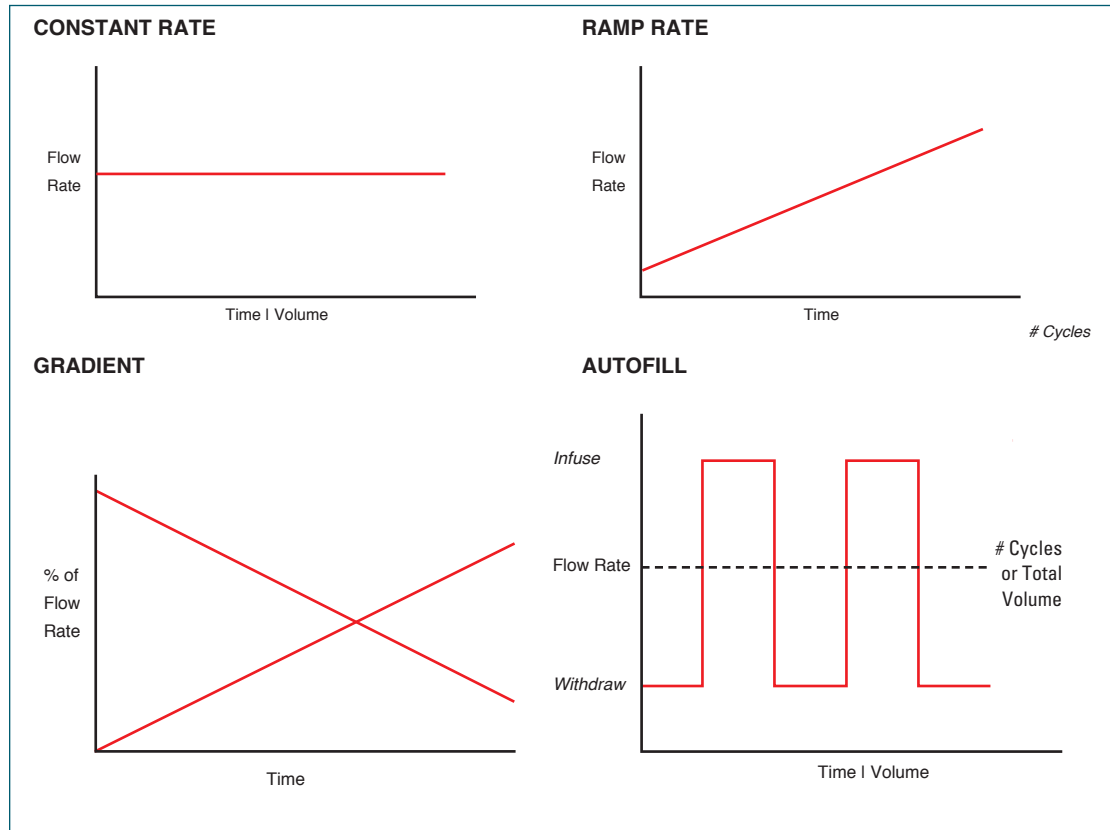 CONSTANT RATE
Flow
Rate
Time | Volume
RAMP RATE
Flow
Rate
Time
# Cycles
GRADIENT
% of
Flow
Rate
Time
AUTOFILL
Infuse
Flow Rate
Withdraw
# Cycles
or Total
Volume
Time | Volume